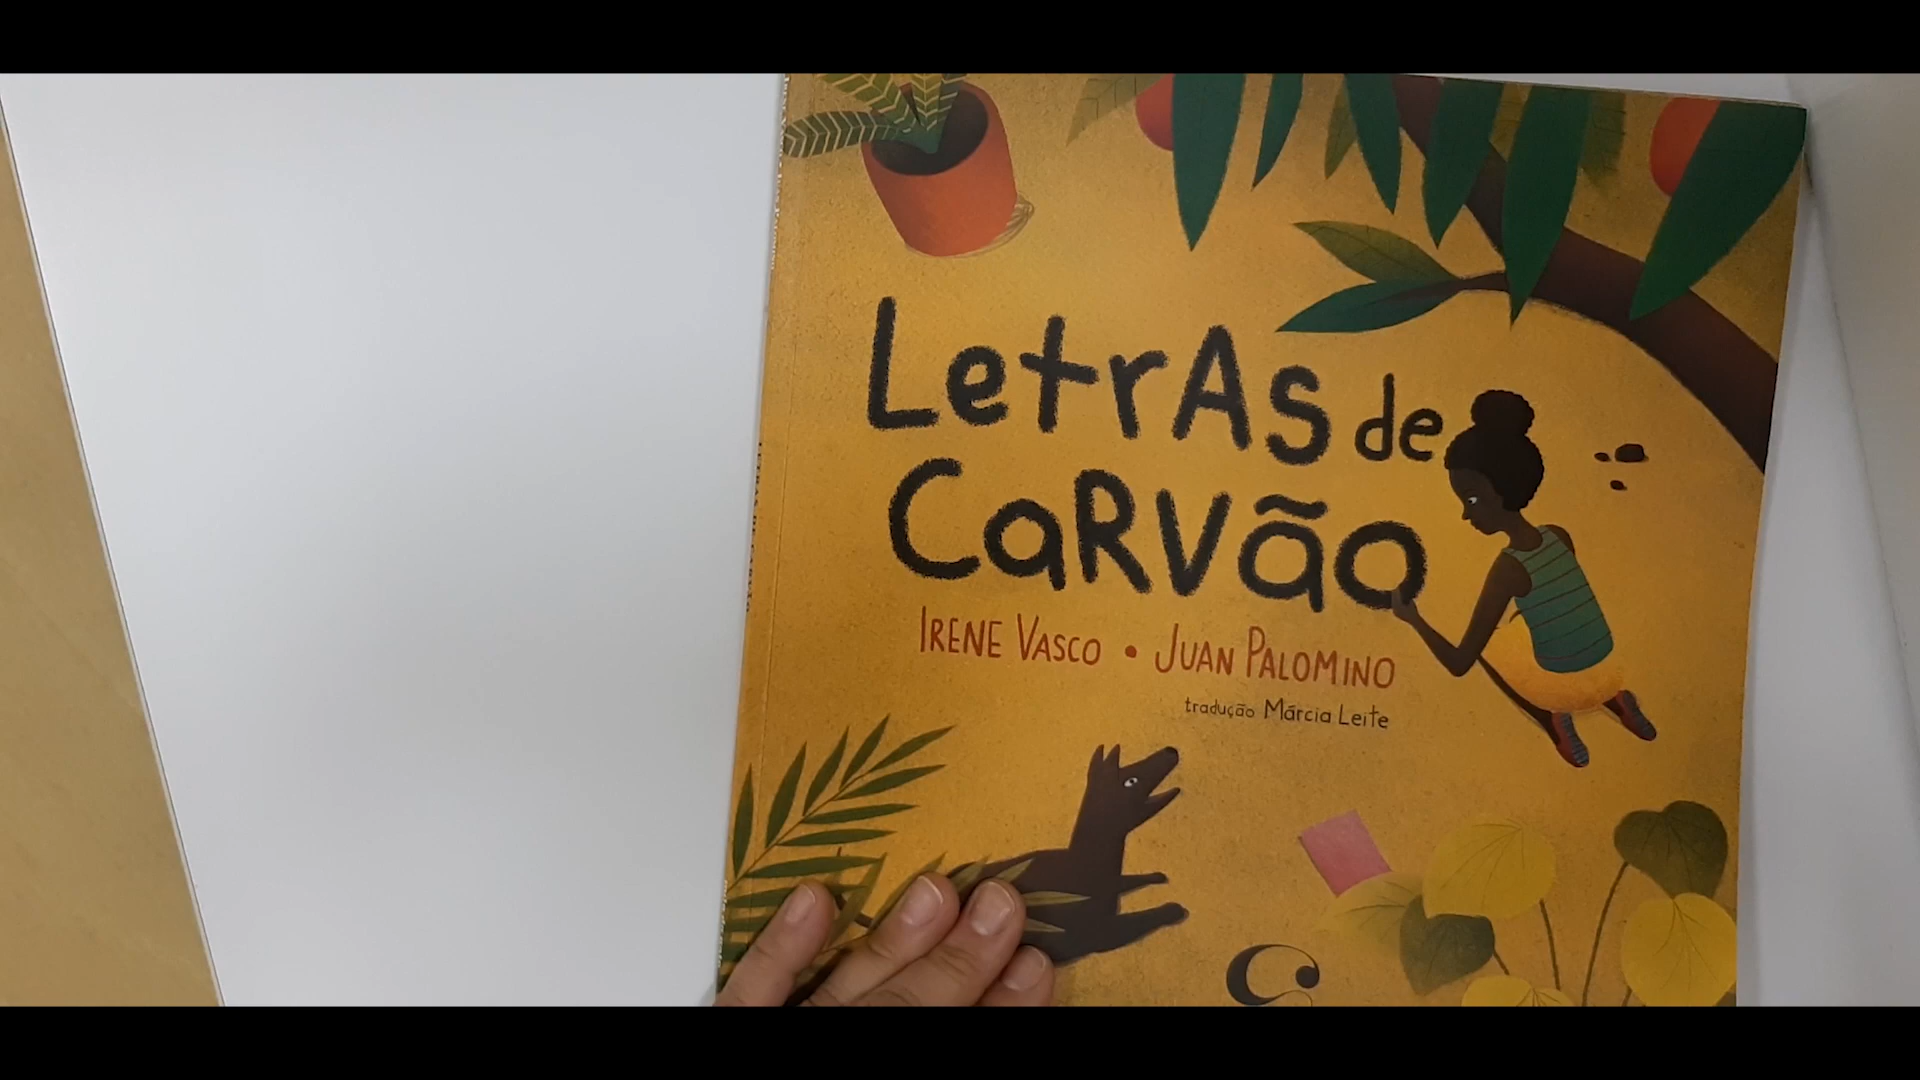 LetrAs de
CaRvão
IRENE VASCO • JUAN PALOMINO
tradução Márcia Leite